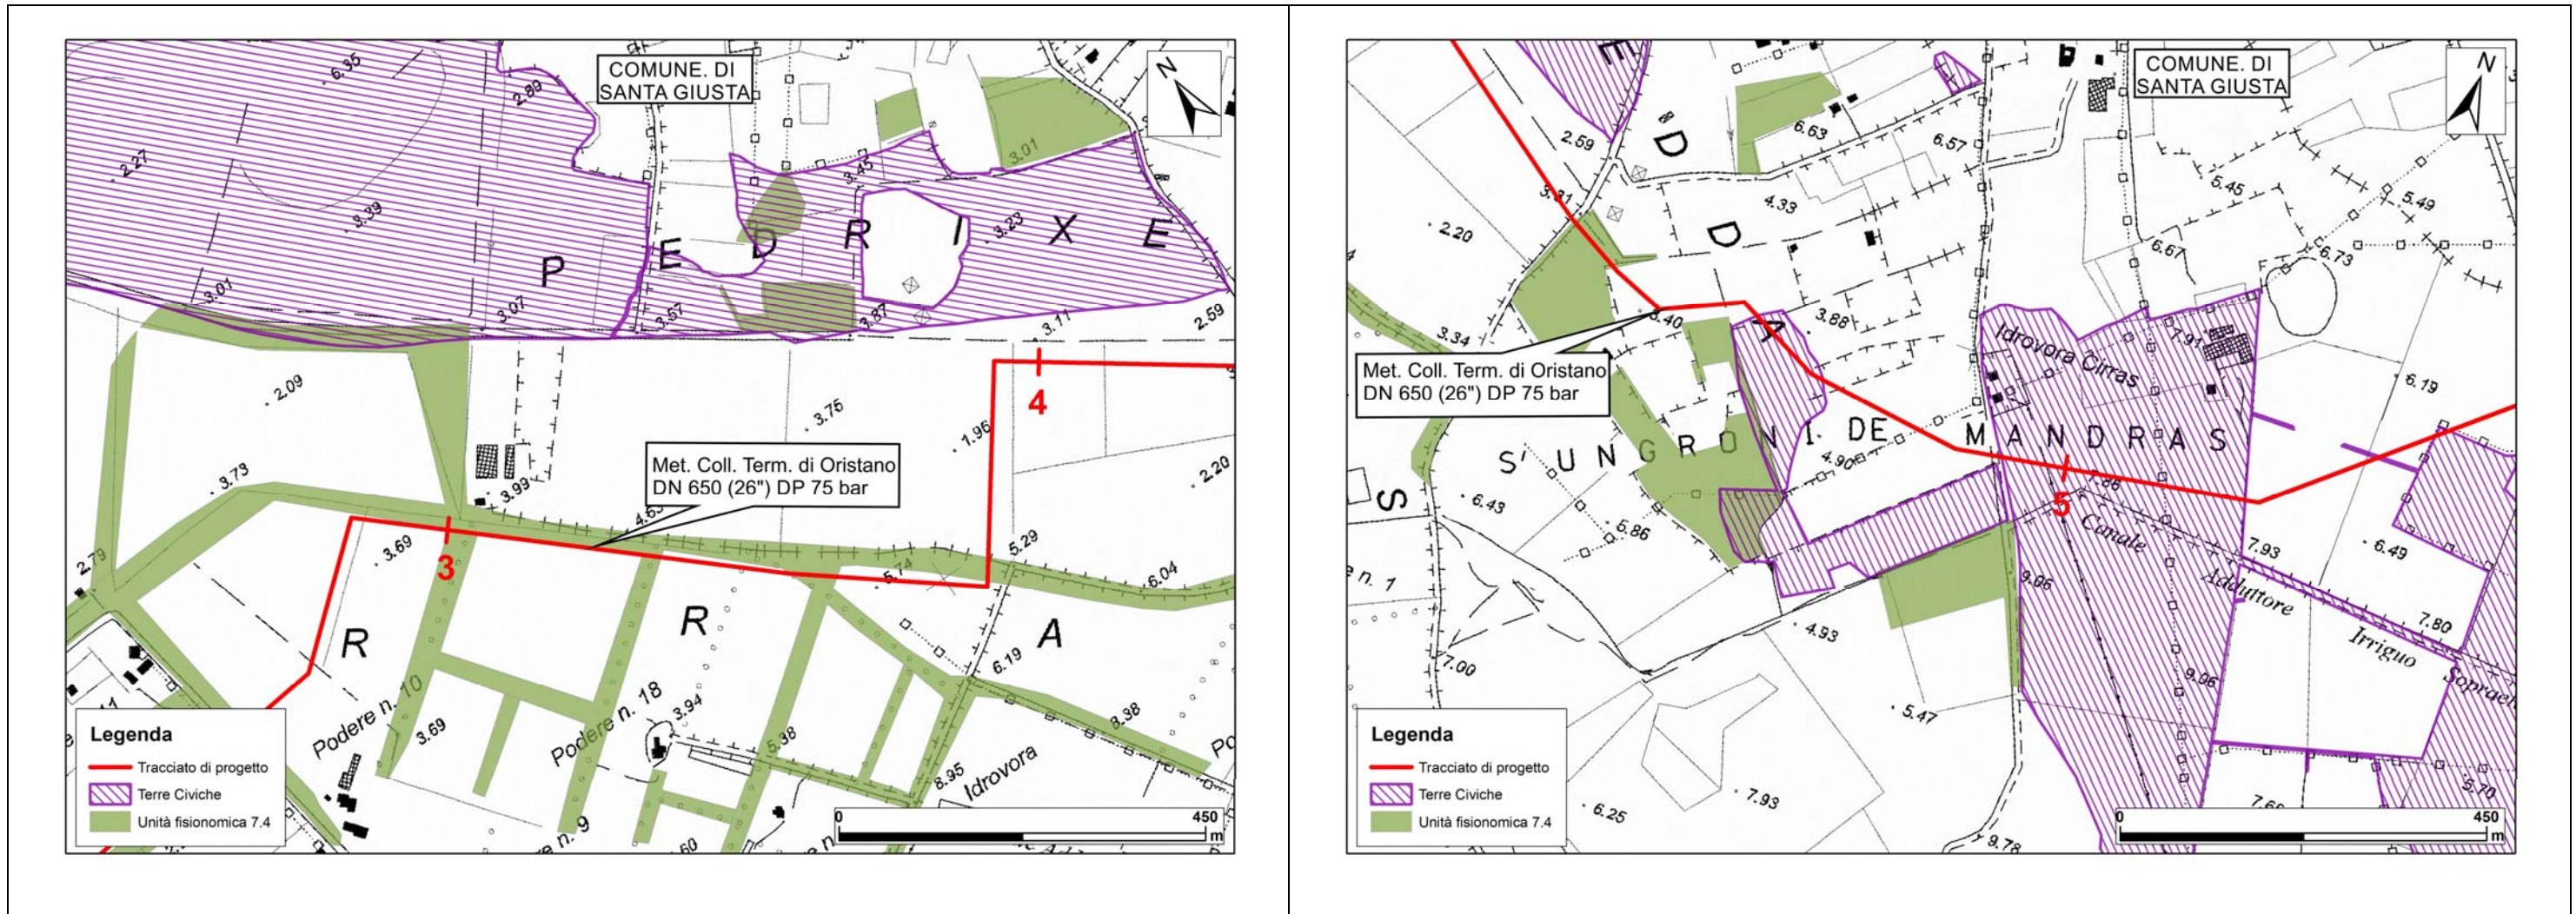 COMUNE. DI
SANTA GIUSTA
N
6.35
2.89
2.27
3.39
3.45
3.01
3.23
P E D R I X E
3.01
3.07
3.57
3.87
3.11
2.59
2.09
4
3.75
1.96
Met. Coll. Term. di Oristano
DN 650 (26") DP 75 bar
3.73
3.99
2.20
3
3.69
2.79
5.74
5.29
6.04
R
R
A
6.19
Podere n. 10
3.69
Podere n. 18
3.94
5.38
8.38
8.95
Idrovora
Legenda
Tracciato di progetto
Terre Civiche
Unità fisionomica 7.4
0
450
m
COMUNE. DI
SANTA GIUSTA
N
E
D
D
A
2.59
6.63
6.57
3.31
4.33
5.45
5.49
2.20
6.67
6.73
3.34
3.88
Met. Coll. Term. di Oristano
DN 650 (26") DP 75 bar
Idrovora Cirras
7.91
6.19
S' UNGRONI DE MANDRAS
4.90
S
6.43
5.86
7.86
5
Canale
Adduttore
Irriguo
7.93
6.49
9.06
7.80
4.93
7.00
9.06
5.47
7.93
6.25
5.70
9.78
Legenda
Tracciato di progetto
Terre Civiche
Unità fisionomica 7.4
0
450
m